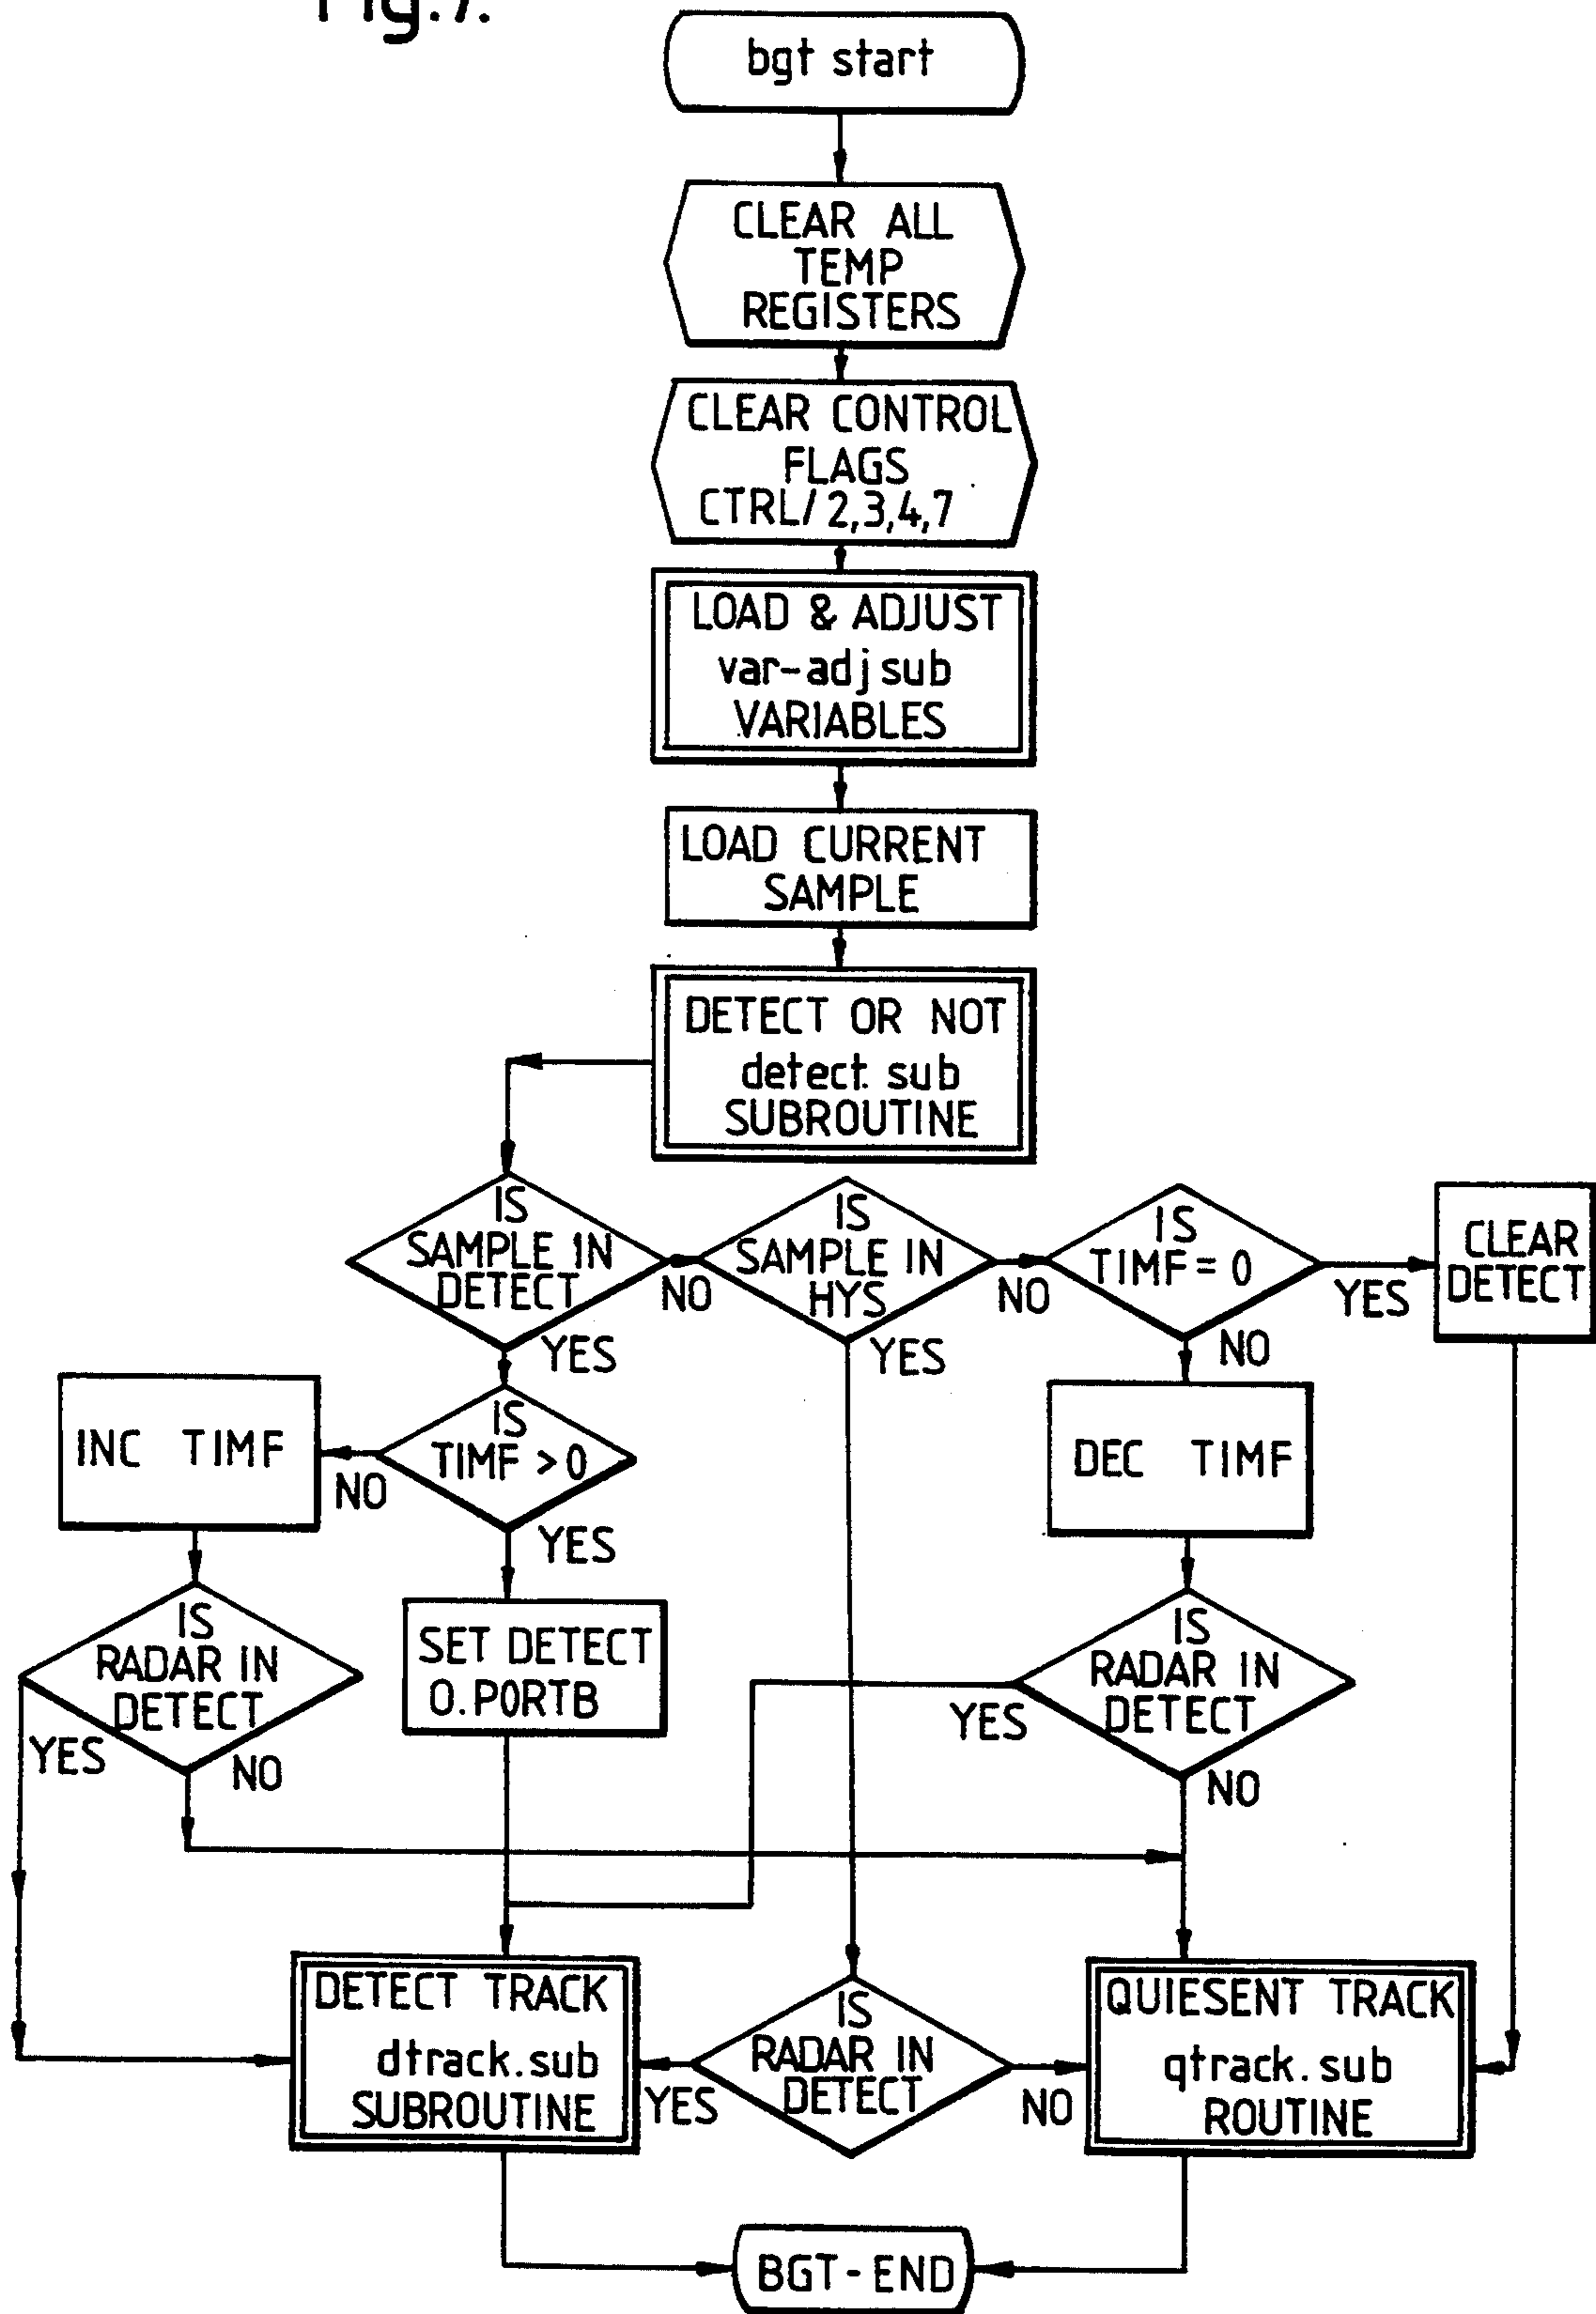 Fig.7.
bgt start
CLEAR ALL
TEMP
REGISTERS
CLEAR CONTROL
FLAGS
CTRL/2,3,4,7
LOAD & ADJUST
var-adj sub
VARIABLES
LOAD CURRENT
SAMPLE
DETECT OR NOT
detect.sub
SUBROUTINE
IS
SAMPLE IN
DETECT
NO
YES
IS
SAMPLE IN
HYS
NO
YES
IS
TIMF = 0
YES
NO
CLEAR
DETECT
INC TIMF
IS
TIMF > 0
NO
YES
DEC TIMF
IS
RADAR IN
DETECT
YES
NO
SET DETECT
0.PORTB
IS
RADAR IN
DETECT
YES
NO
DETECT TRACK
dtrack.sub
SUBROUTINE
IS
RADAR IN
DETECT
YES
NO
QUIESENT TRACK
qtrack.sub
ROUTINE
BGT-END